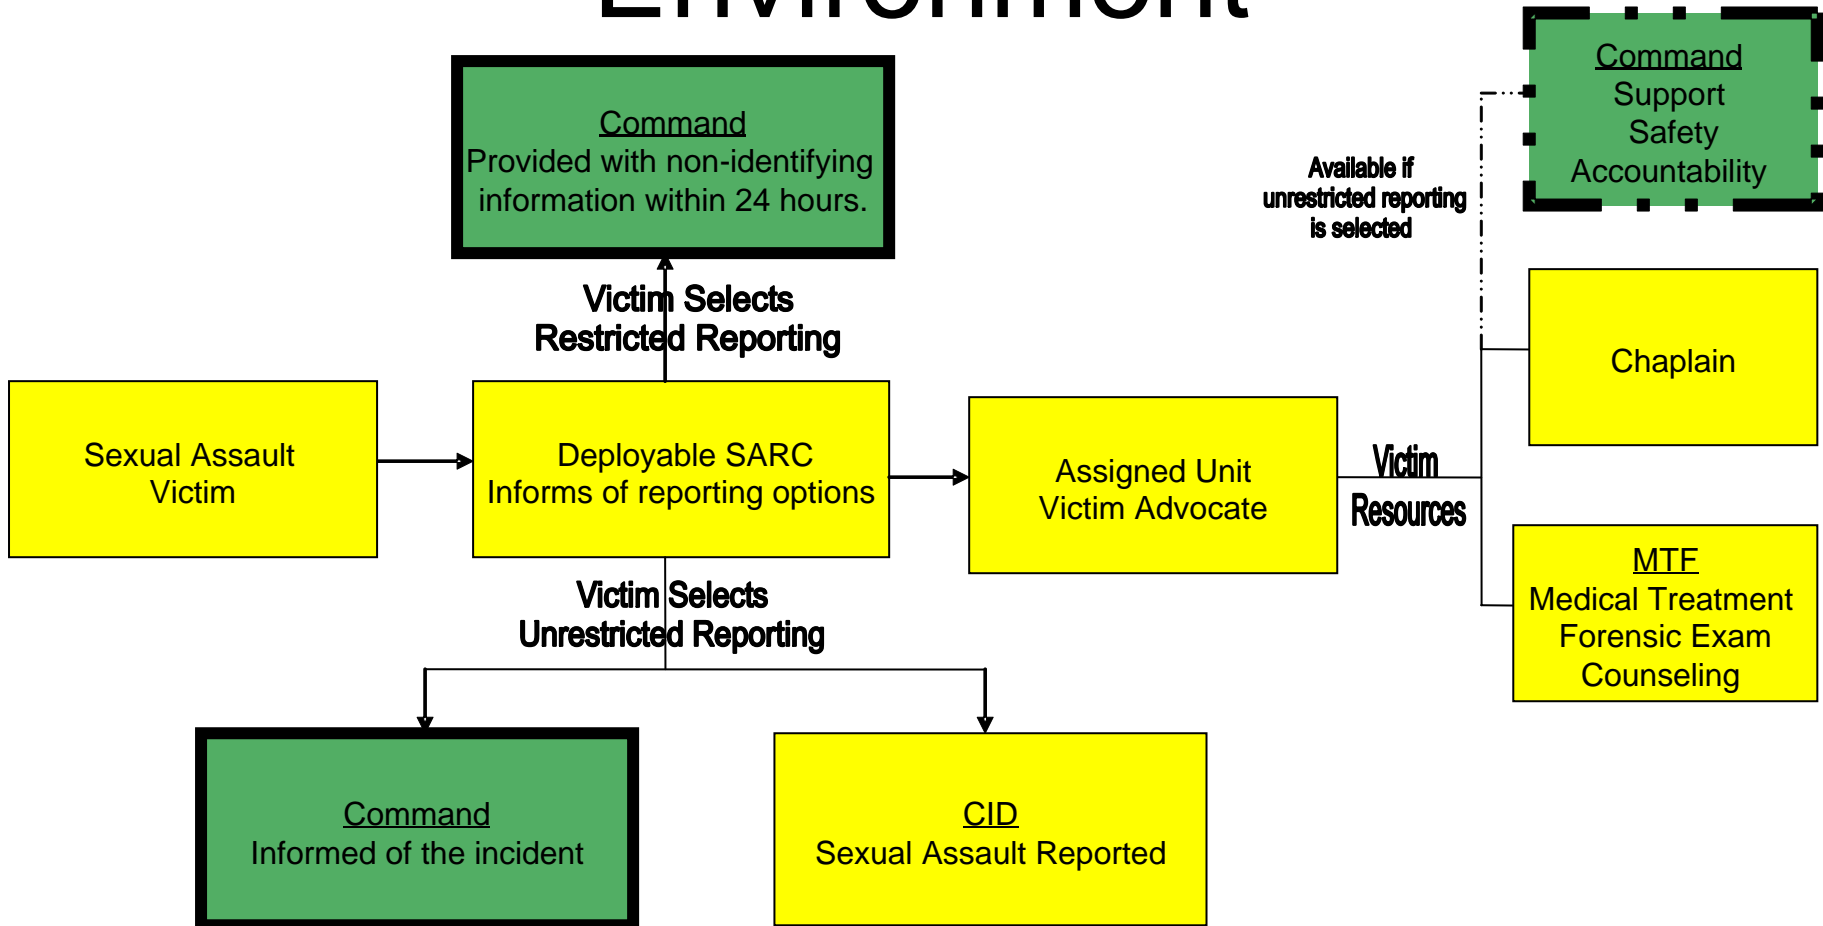 Environment
Command
Support
Safety
Accountability
Command
Provided with non-identifying
information within 24 hours.
Available if
unrestricted reporting
is selected
Victim Selects
Restricted Reporting
Chaplain
Sexual Assault
Victim
Deployable SARC
Informs of reporting options
Assigned Unit
Victim Advocate
Victim
Resources
MTF
Medical Treatment
Forensic Exam
Counseling
Victim Selects
Unrestricted Reporting
Command
Informed of the incident
CID
Sexual Assault Reported